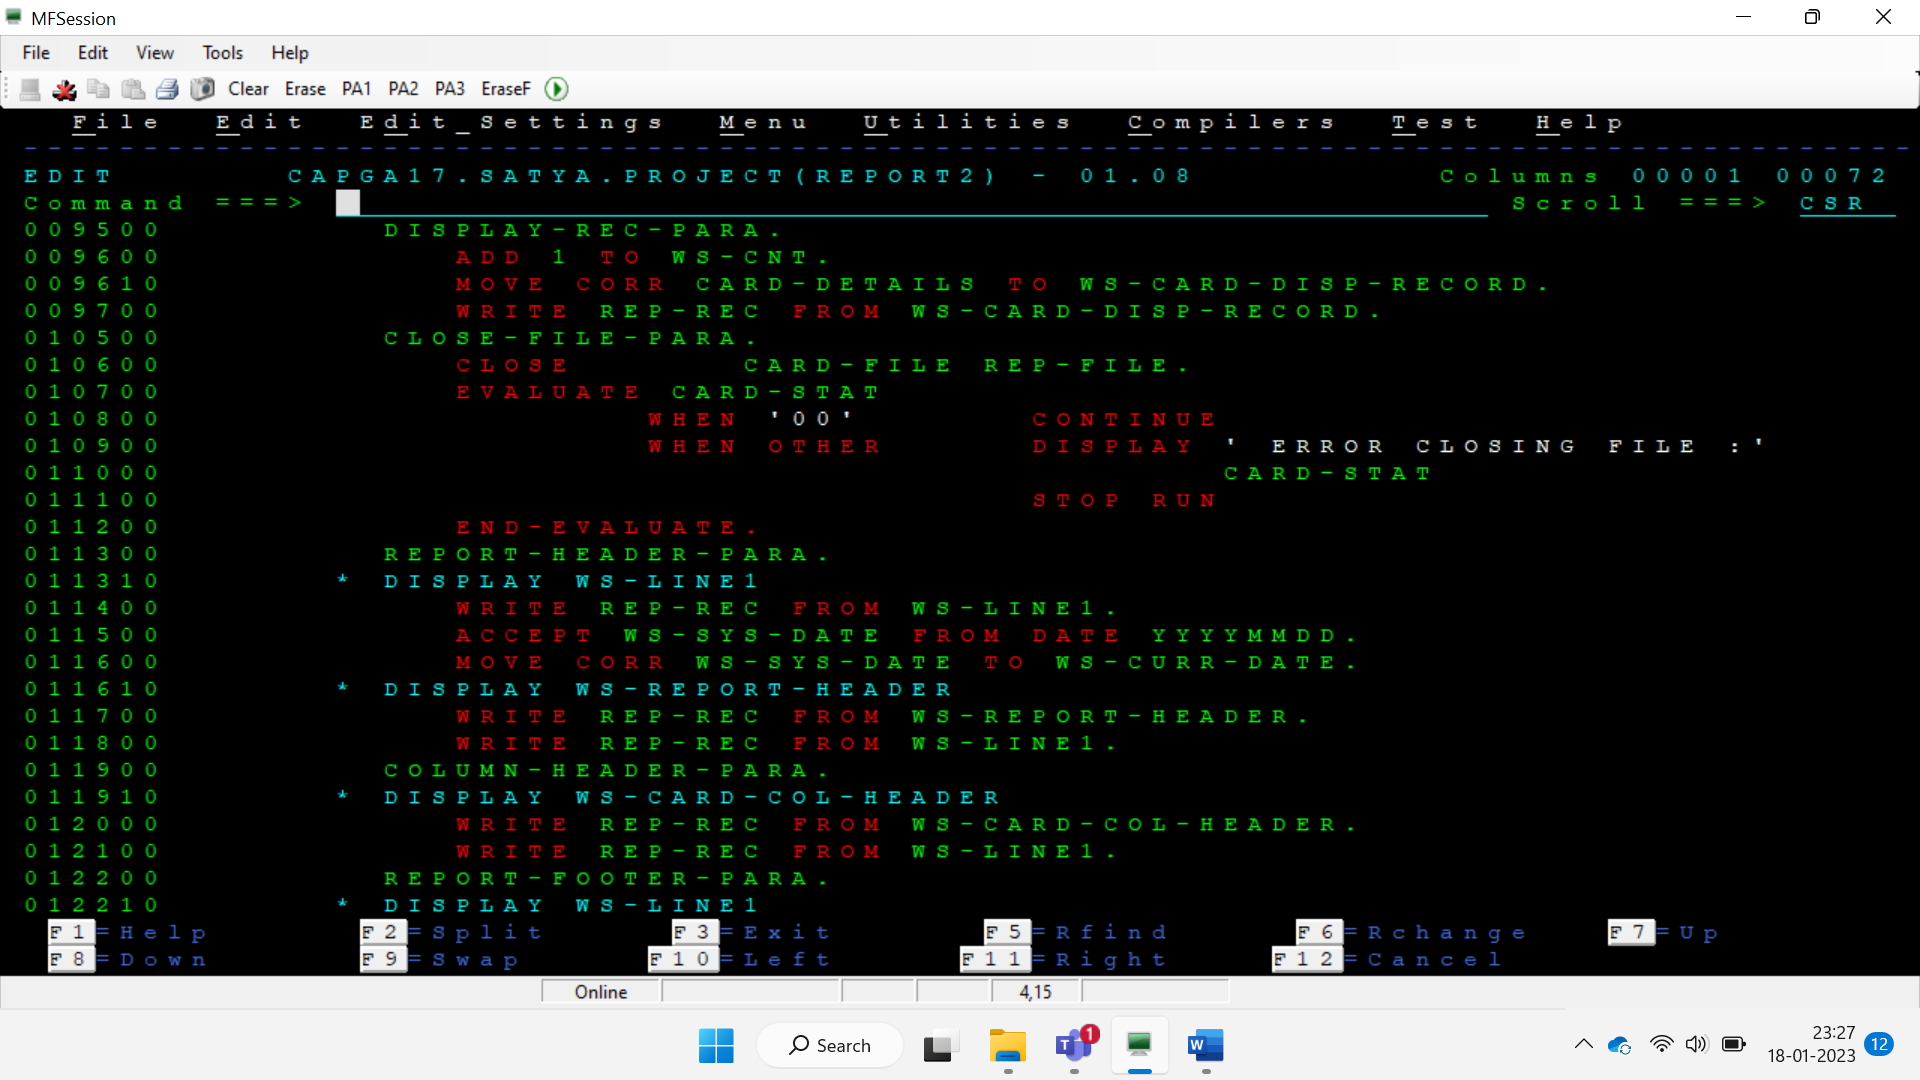 MFSession
File Edit View Tools Help
Clear Erase PA1 PA2 PA3 EraseF
File Edit Edit_Settings Menu Utilities Compilers Test Help
EDIT CAPGA17.SATYA.PROJECT(REPORT2) - 01.08 Columns 00001 00072
Command ===> Scroll ===> CSR
009500 DISPLAY-REC-PARA.
009600 ADD 1 TO WS-CNT.
009610 MOVE CORR CARD-DETAILS TO WS-CARD-DISP-RECORD.
009700 WRITE REP-REC FROM WS-CARD-DISP-RECORD.
010500 CLOSE-FILE-PARA.
010600 CLOSE CARD-FILE REP-FILE.
010700 EVALUATE CARD-STAT
010800 WHEN '00' CONTINUE
010900 WHEN OTHER DISPLAY ' ERROR CLOSING FILE :'
011000 CARD-STAT
011100 STOP RUN
011200 END-EVALUATE.
011300 REPORT-HEADER-PARA.
011310 * DISPLAY WS-LINE1
011400 WRITE REP-REC FROM WS-LINE1.
011500 ACCEPT WS-SYS-DATE FROM DATE YYYYMMDD.
011600 MOVE CORR WS-SYS-DATE TO WS-CURR-DATE.
011610 * DISPLAY WS-REPORT-HEADER
011700 WRITE REP-REC FROM WS-REPORT-HEADER.
011800 WRITE REP-REC FROM WS-LINE1.
011900 COLUMN-HEADER-PARA.
011910 * DISPLAY WS-CARD-COL-HEADER
012000 WRITE REP-REC FROM WS-CARD-COL-HEADER.
012100 WRITE REP-REC FROM WS-LINE1.
012200 REPORT-FOOTER-PARA.
012210 * DISPLAY WS-LINE1
F1=Help F2=Split F3=Exit F5=Rfind F6=Rchange F7=Up
F8=Down F9=Swap F10=Left F11=Right F12=Cancel
Online 4,15
Search T 1 W 23:27 12
18-01-2023